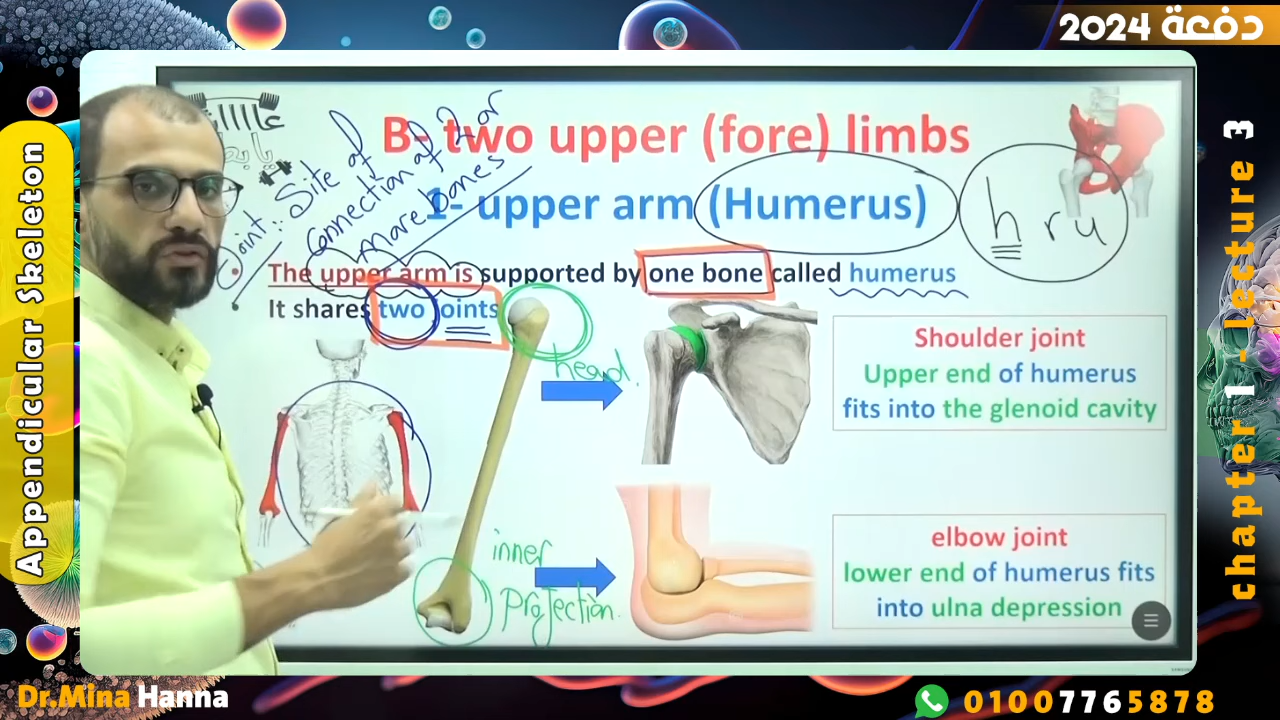 دفعة 2024
Appendicular Skeleton
chapter 1 - lecture 3
B- two upper (fore) limbs
1- upper arm (Humerus)
h r u
Joint:. Site of
connection of 2 or
more bones
The upper arm is supported by one bone called humerus
It shares two joints
head.
Shoulder joint
Upper end of humerus
fits into the glenoid cavity
inner
projection.
elbow joint
lower end of humerus fits
into ulna depression
Dr.Mina Hanna
01007765878